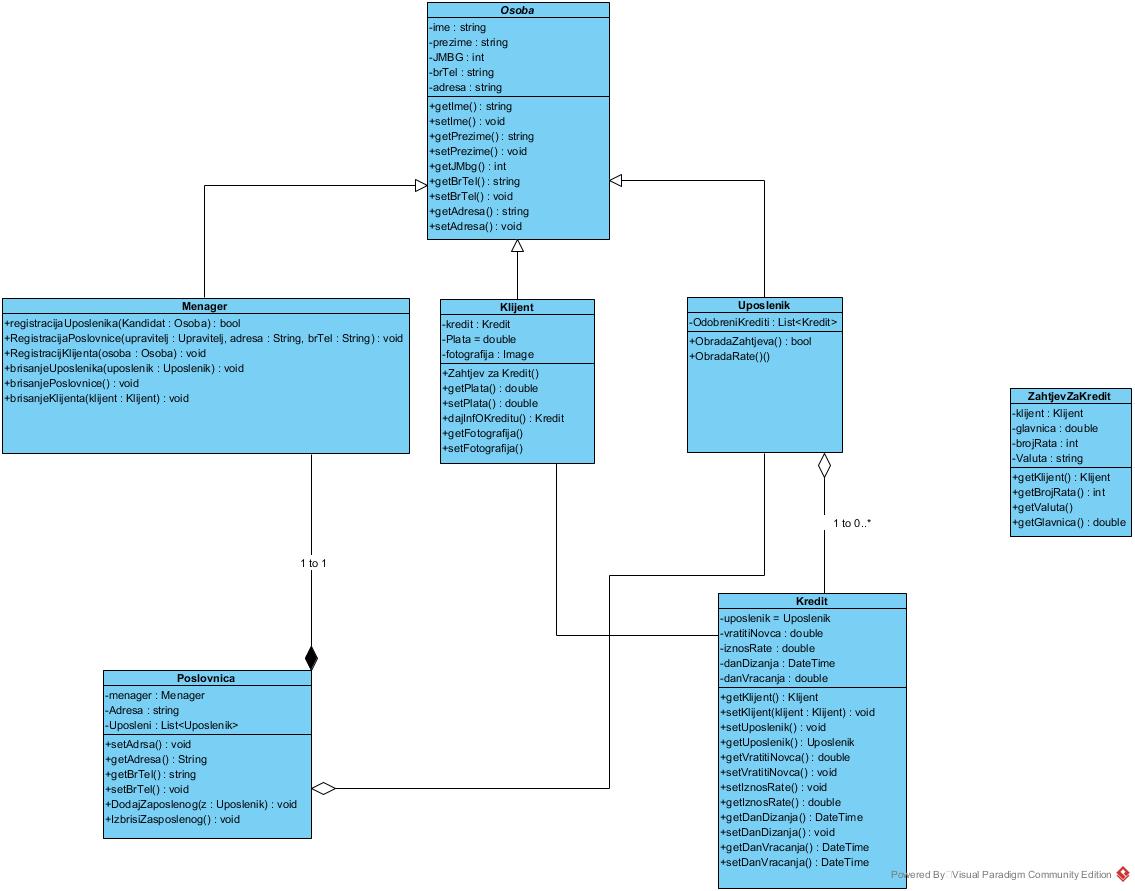 Osoba
-ime : string
-prezime : string
-JMBG : int
-brTel : string
-adresa : string
+getIme() : string
+setIme() : void
+getPrezime() : string
+setPrezime() : void
+getJMbg() : int
+getBrTel() : string
+setBrTel() : void
+getAdresa() : string
+setAdresa() : void
Menager
+registracijaUposlenika(Kandidat : Osoba) : bool
+RegistracijaPoslovnice(upravitelj : Upravitelj, adresa : String, brTel : String) : void
+RegistracijKlijenta(osoba : Osoba) : void
+brisanjeUposlenika(uposlenik : Uposlenik) : void
+brisanjePoslovnice() : void
+brisanjeKlijenta(klijent : Klijent) : void
Klijent
-kredit : Kredit
-Plata = double
-fotografija : Image
+Zahtjev za Kredit()
+getPlata() : double
+setPlata() : double
+dajInfOKreditu() : Kredit
+getFotografija()
+setFotografija()
Uposlenik
-OdobreniKrediti : List<Kredit>
+ObradaZahtjeva() : bool
+ObradaRate()()
ZahtjevZaKredit
-klijent : Klijent
-glavnica : double
-brojRata : int
-Valuta : string
+getKlijent() : Klijent
+getBrojRata() : int
+getValuta()
+getGlavnica() : double
1 to 0..*
1 to 1
Kredit
-uposlenik = Uposlenik
-vratitiNovca : double
-iznosRate : double
-danDizanja : DateTime
-danVracanja : double
+getKlijent() : Klijent
+setKlijent(klijent : Klijent) : void
+setUposlenik() : void
+getUposlenik() : Uposlenik
+getVratitiNovca() : double
+setVratitiNovca() : void
+setIznosRate() : void
+getIznosRate() : double
+getDanDizanja() : DateTime
+setDanDizanja() : void
+getDanVracanja() : DateTime
+setDanVracanja() : DateTime
Poslovnica
-menager : Menager
-Adresa : string
-Uposleni : List<Uposlenik>
+setAdrsa() : void
+getAdresa() : String
+getBrTel() : string
+setBrTel() : void
+DodajZaposlenog(z : Uposlenik) : void
+IzbrisiZasposlenog() : void
Powered By Visual Paradigm Community Edition